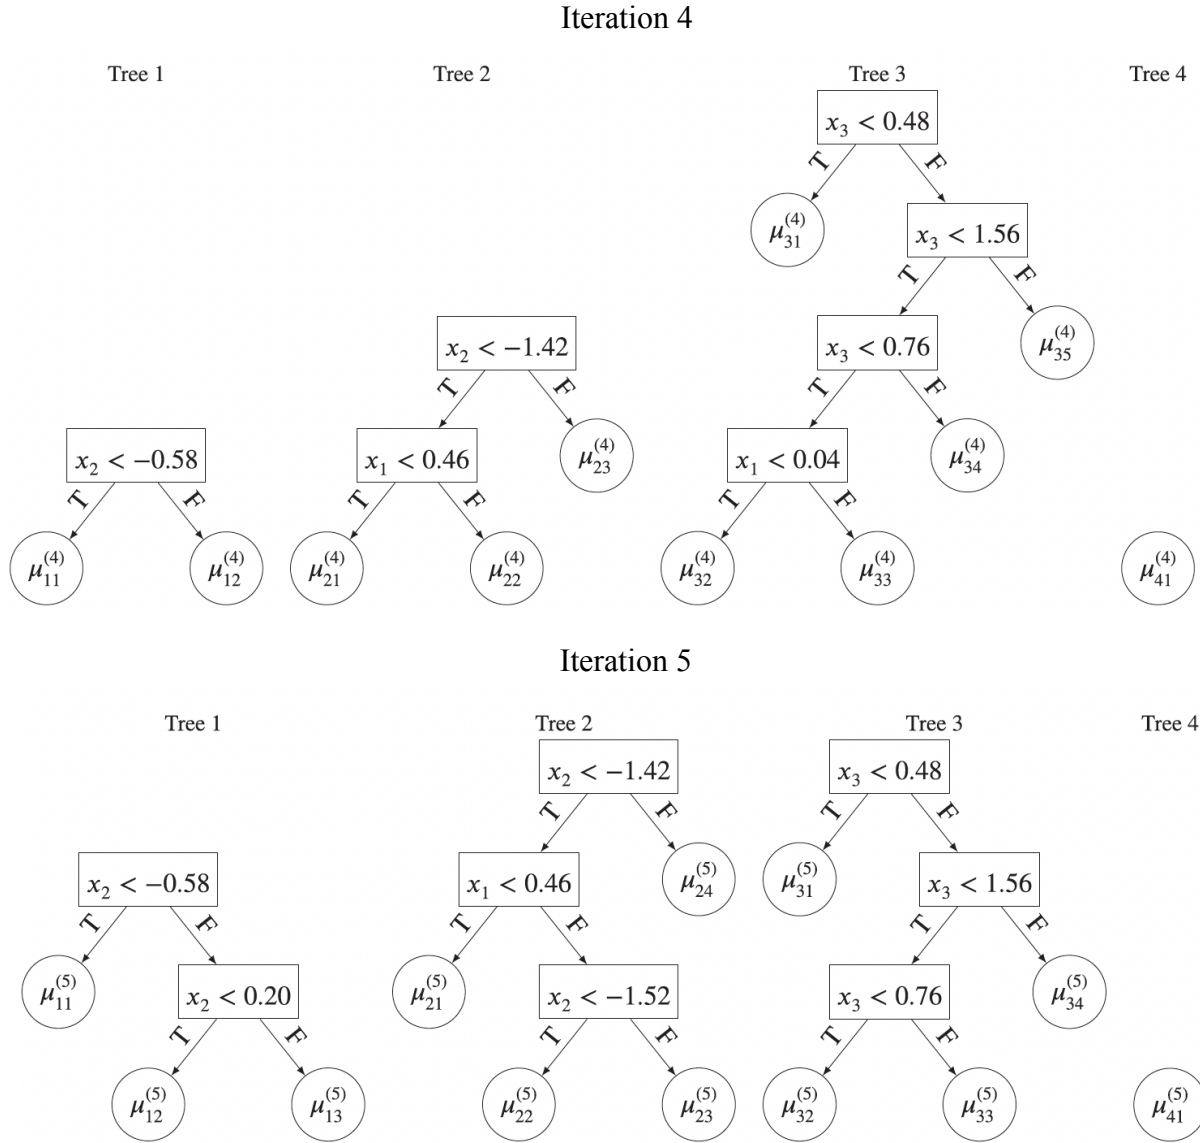 Iteration 4
Tree 1 Tree 2 Tree 3 Tree 4
x₃ < 0.48
T F
μ₃₁⁽⁴⁾ x₃ < 1.56
T F
x₂ < −1.42 x₃ < 0.76 μ₃₅⁽⁴⁾
T F T F
x₂ < −0.58 x₁ < 0.46 μ₂₃⁽⁴⁾ x₁ < 0.04 μ₃₄⁽⁴⁾
T F T F T F
μ₁₁⁽⁴⁾ μ₁₂⁽⁴⁾ μ₂₁⁽⁴⁾ μ₂₂⁽⁴⁾ μ₃₂⁽⁴⁾ μ₃₃⁽⁴⁾ μ₄₁⁽⁴⁾
Iteration 5
Tree 1 Tree 2 Tree 3 Tree 4
x₂ < −1.42 x₃ < 0.48
T F T F
x₂ < −0.58 x₁ < 0.46 μ₂₄⁽⁵⁾ μ₃₁⁽⁵⁾ x₃ < 1.56
T F T F T F
μ₁₁⁽⁵⁾ x₂ < 0.20 μ₂₁⁽⁵⁾ x₂ < −1.52 x₃ < 0.76 μ₃₄⁽⁵⁾
T F T F T F
μ₁₂⁽⁵⁾ μ₁₃⁽⁵⁾ μ₂₂⁽⁵⁾ μ₂₃⁽⁵⁾ μ₃₂⁽⁵⁾ μ₃₃⁽⁵⁾ μ₄₁⁽⁵⁾